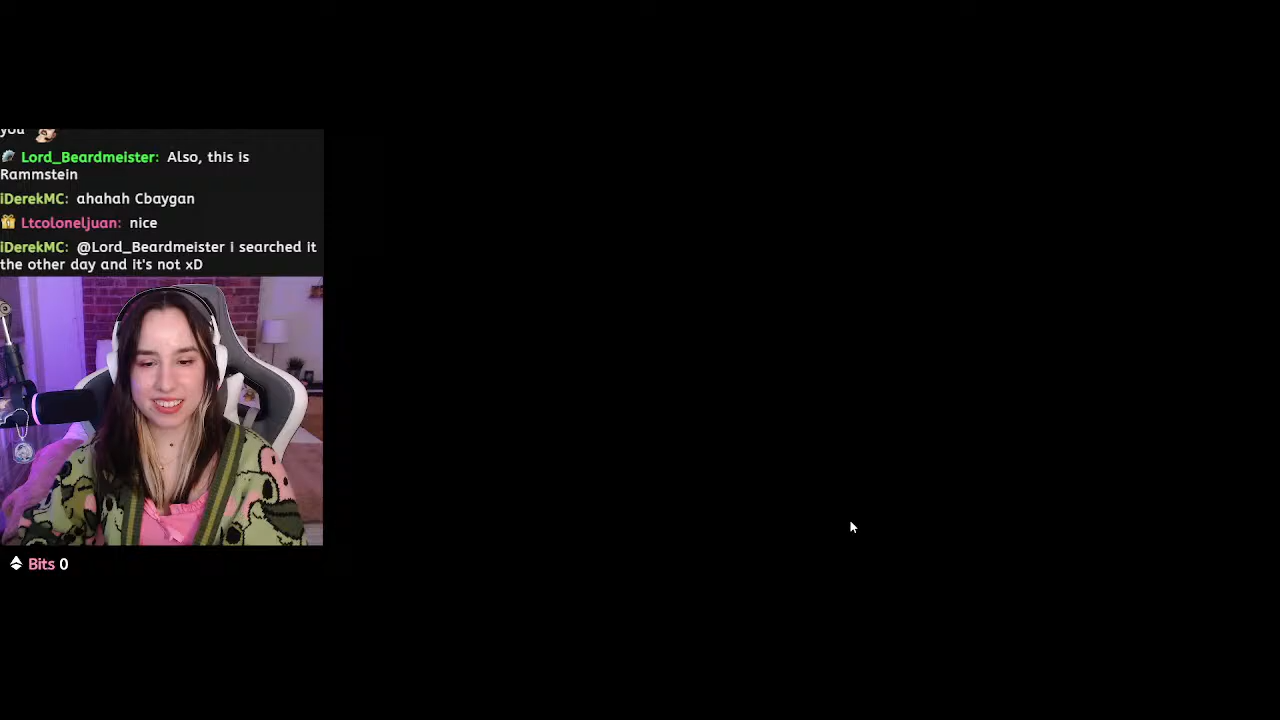 you
Lord_Beardmeister: Also, this is
Rammstein
iDerekMC: ahahah Cbaygan
Ltcoloneljuan: nice
iDerekMC: @Lord_Beardmeister i searched it
the other day and it's not xD
Bits 0